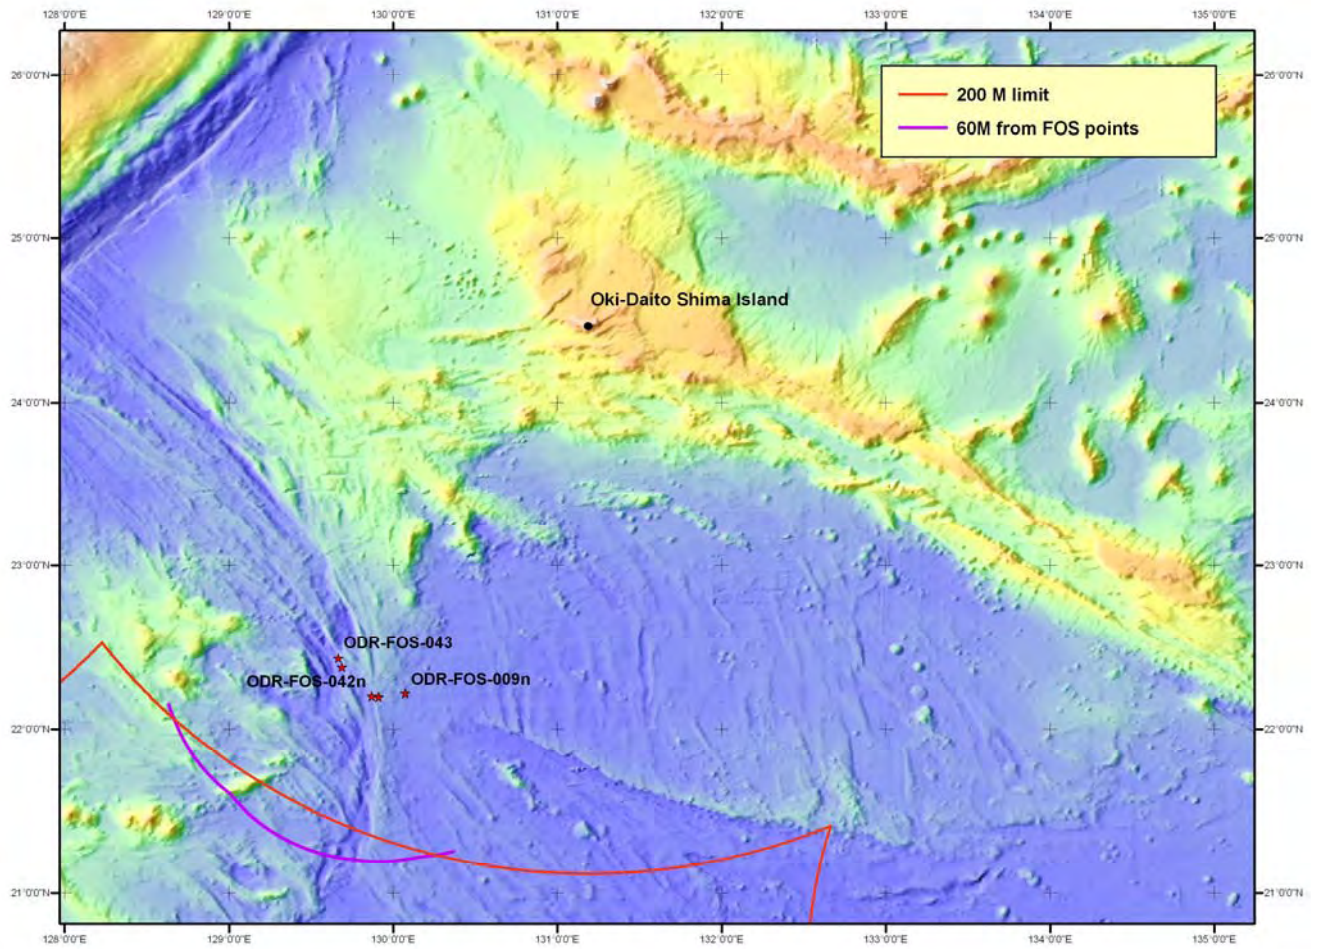 128°0'0"E 129°0'0"E 130°0'0"E 131°0'0"E 132°0'0"E 133°0'0"E 134°0'0"E 135°0'0"E
26°0'0"N 26°0'0"N
200 M limit
60M from FOS points
25°0'0"N 25°0'0"N
Oki-Daito Shima Island
24°0'0"N 24°0'0"N
23°0'0"N 23°0'0"N
ODR-FOS-043
ODR-FOS-042n ODR-FOS-009n
22°0'0"N 22°0'0"N
21°0'0"N 21°0'0"N
128°0'0"E 129°0'0"E 130°0'0"E 131°0'0"E 132°0'0"E 133°0'0"E 134°0'0"E 135°0'0"E